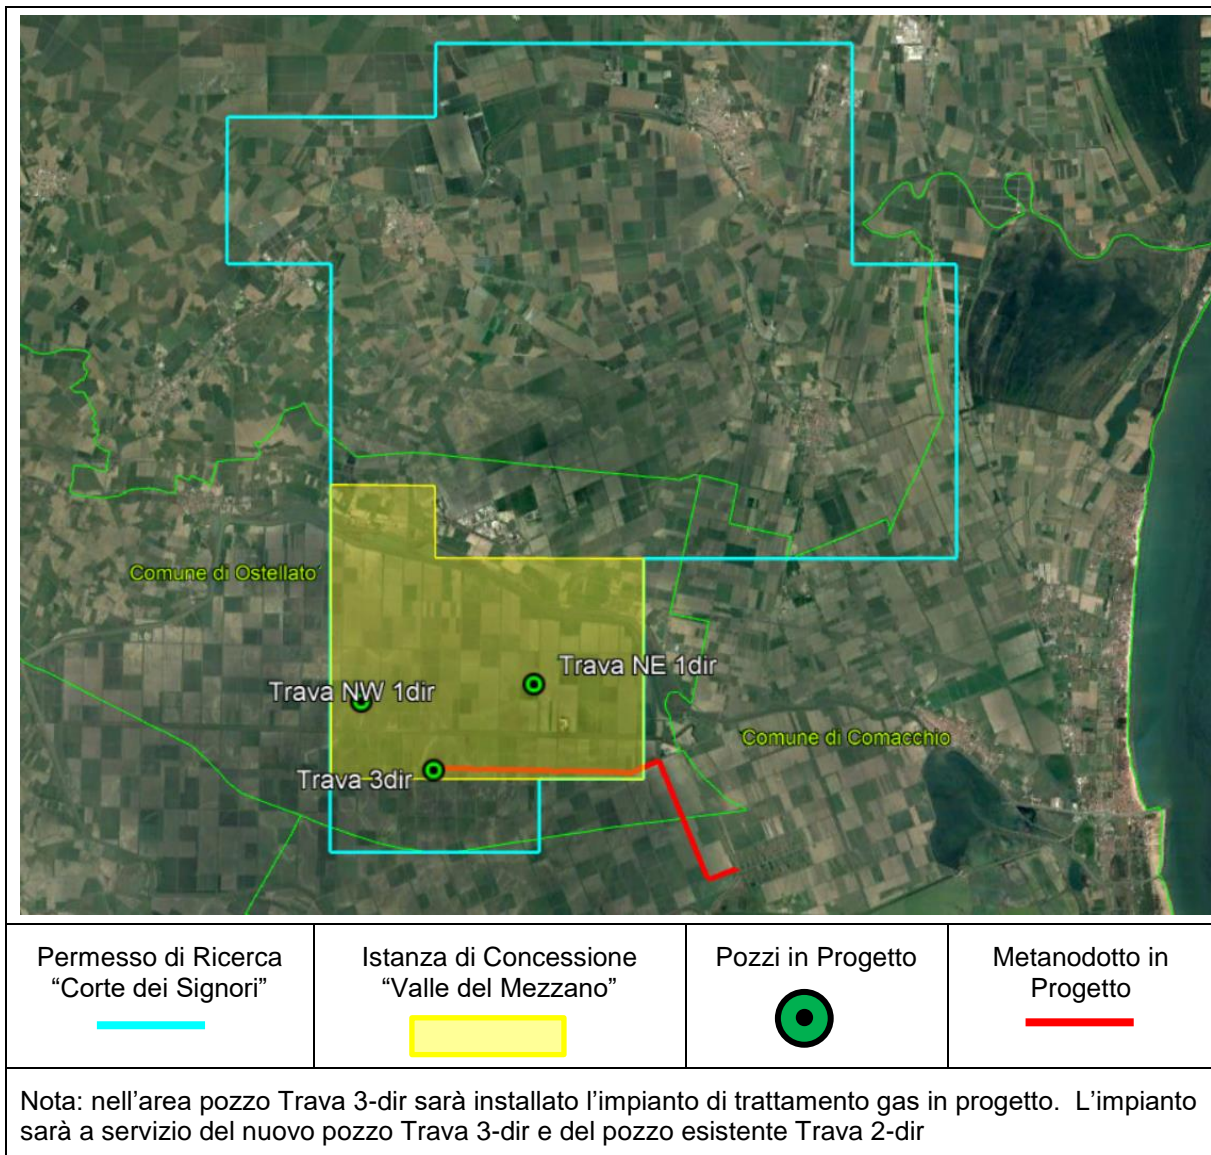 Comune di Ostellato
Trava NE 1dir
Trava NW 1dir
Comune di Comacchio
Trava 3dir
Permesso di Ricerca
“Corte dei Signori”
Istanza di Concessione
“Valle del Mezzano”
Pozzi in Progetto
Metanodotto in
Progetto
Nota: nell’area pozzo Trava 3-dir sarà installato l’impianto di trattamento gas in progetto. L’impianto
sarà a servizio del nuovo pozzo Trava 3-dir e del pozzo esistente Trava 2-dir